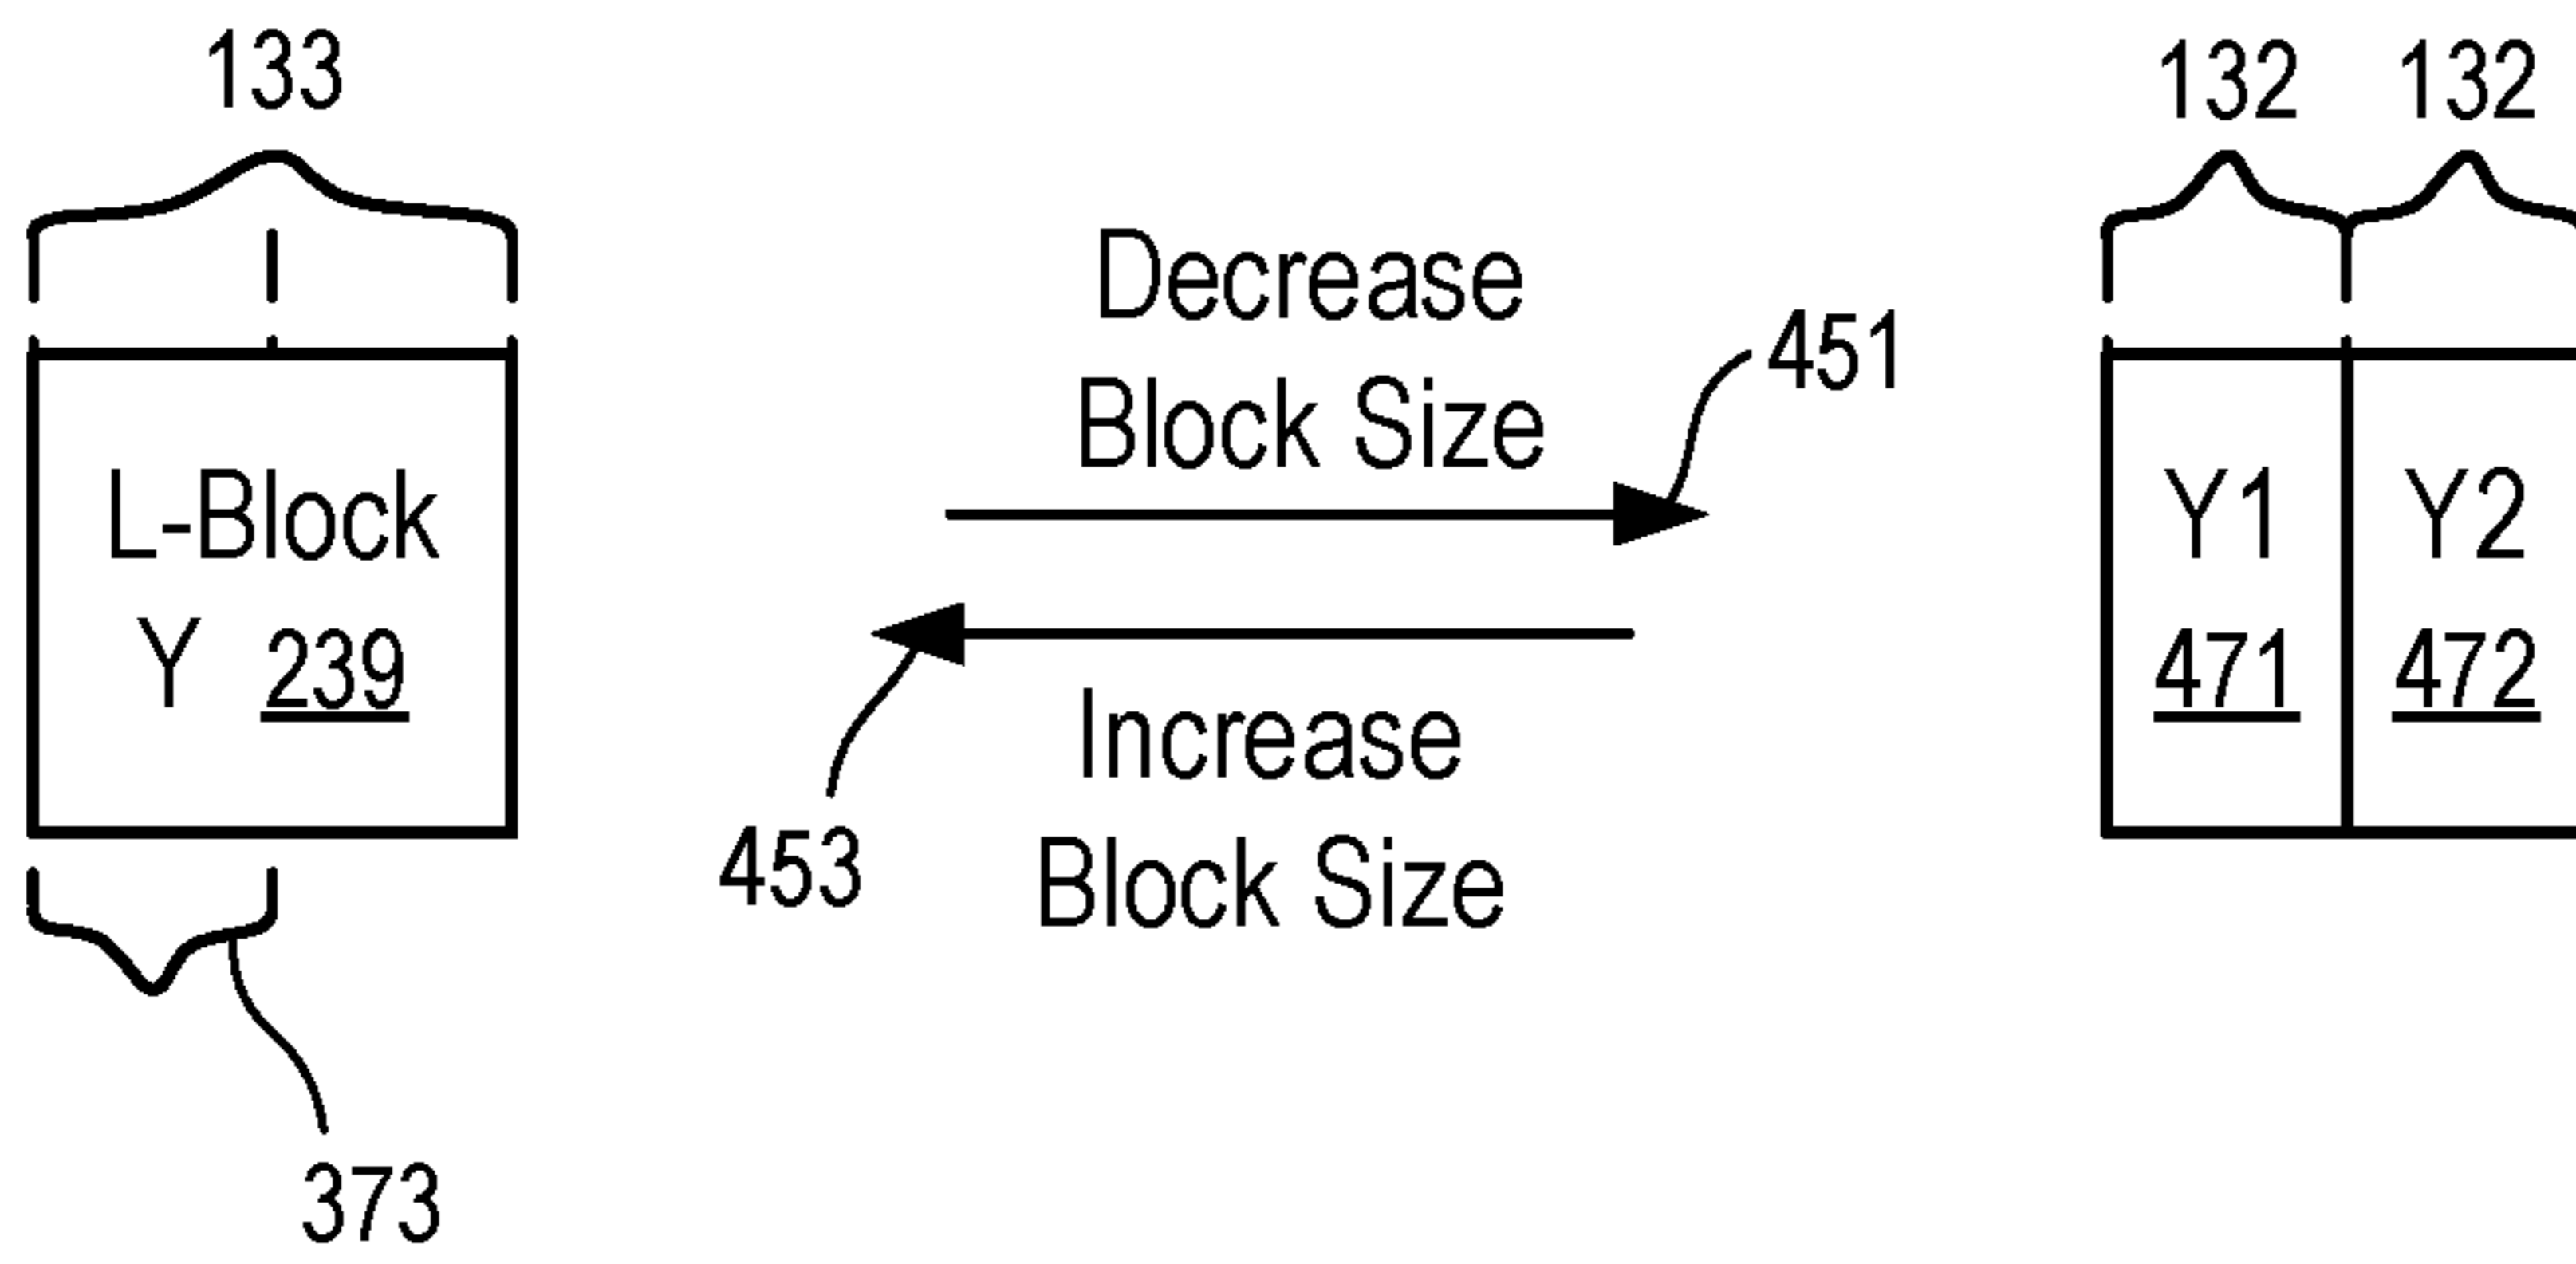 133
132 132
Decrease
Block Size
451
L-Block
Y 239
Y1 Y2
471 472
Increase
Block Size
453
373